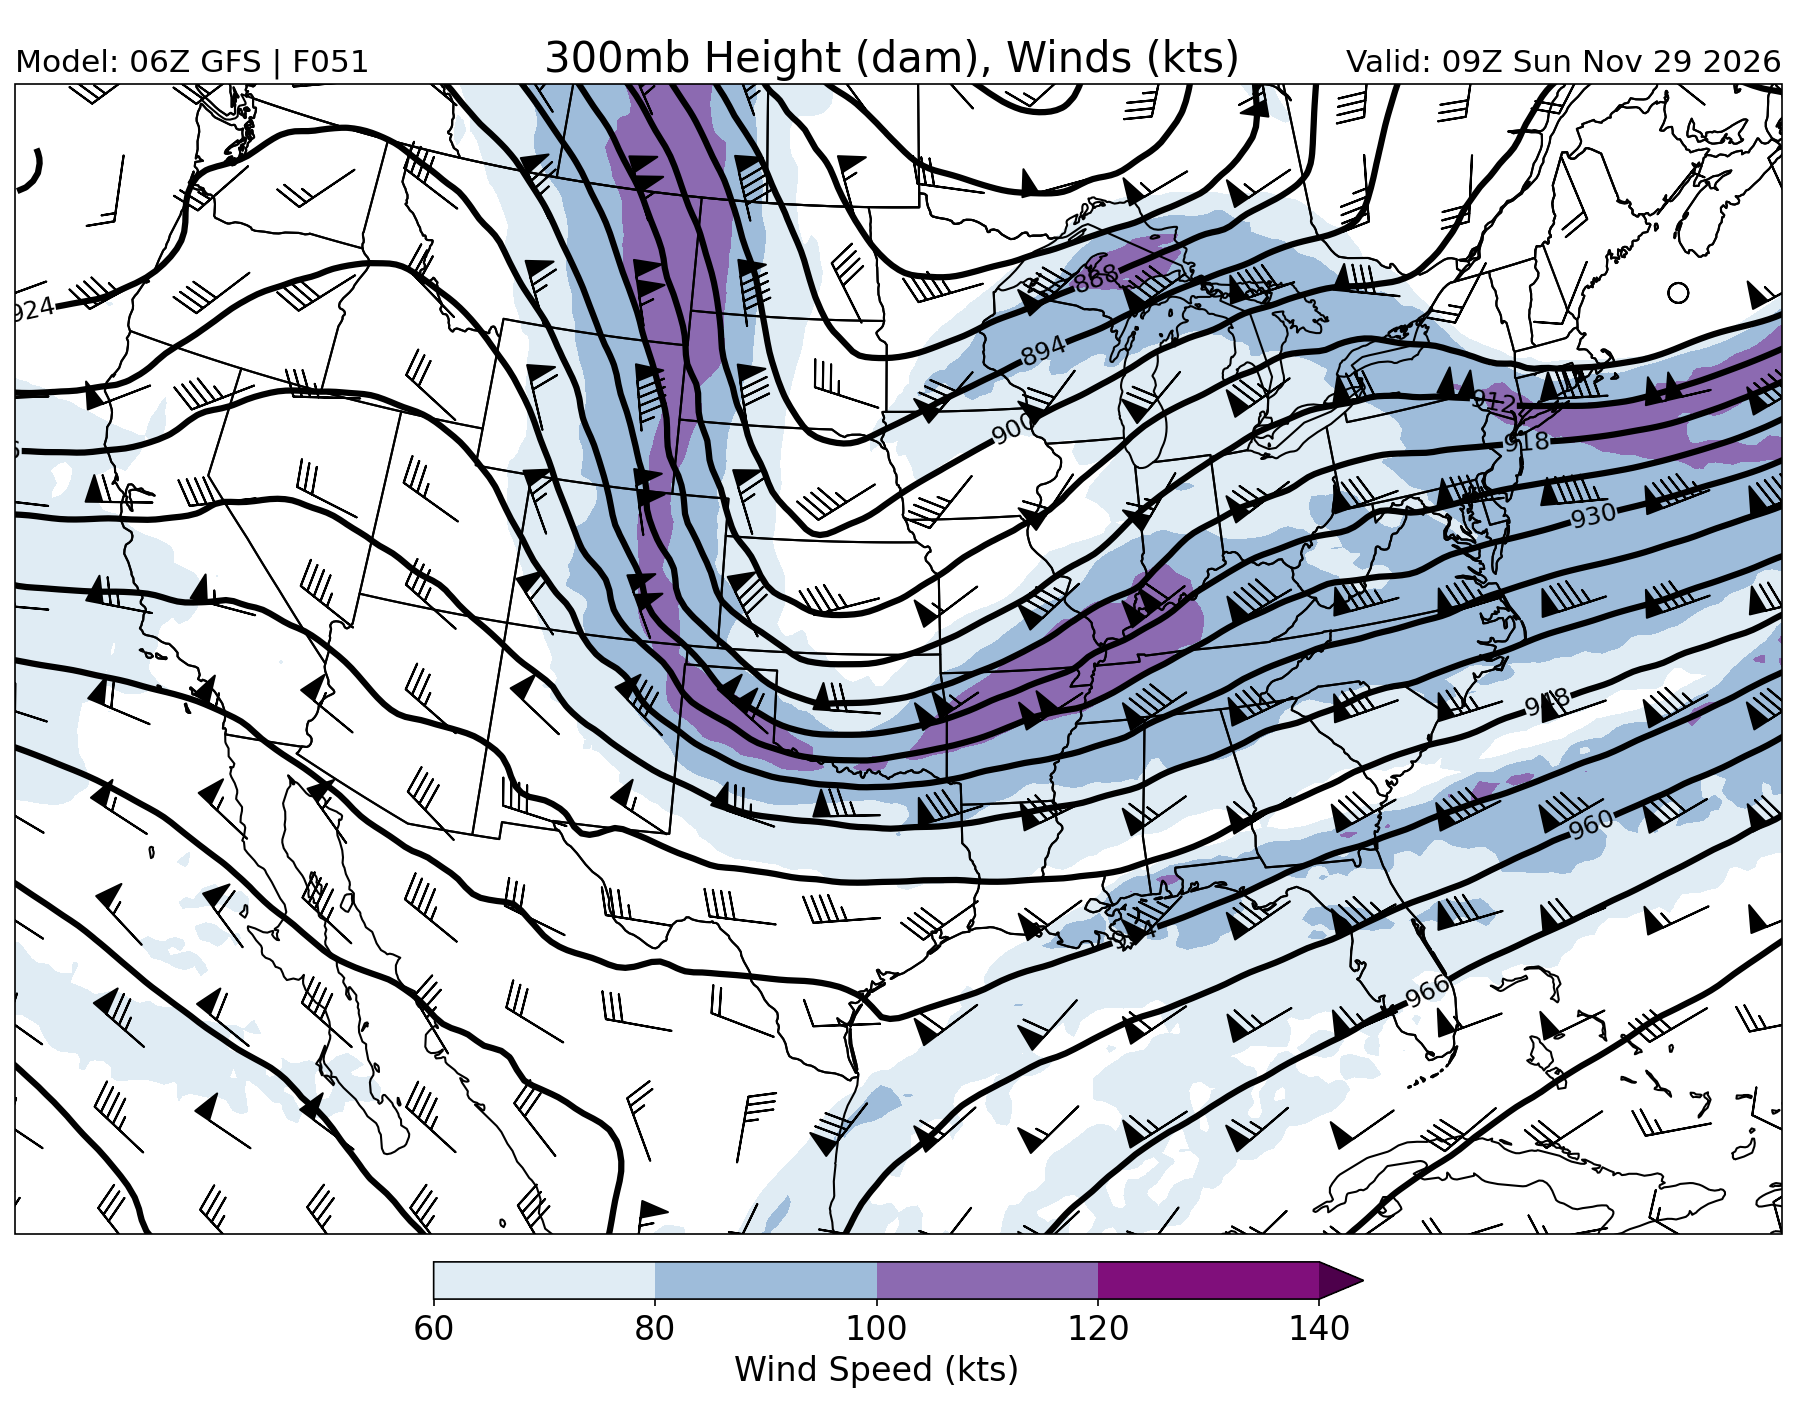 Model: 06Z GFS | F051
300mb Height (dam), Winds (kts)
Valid: 09Z Sun Nov 29 2026
868
924
894
912
900
918
930
948
960
966
60 80 100 120 140
Wind Speed (kts)